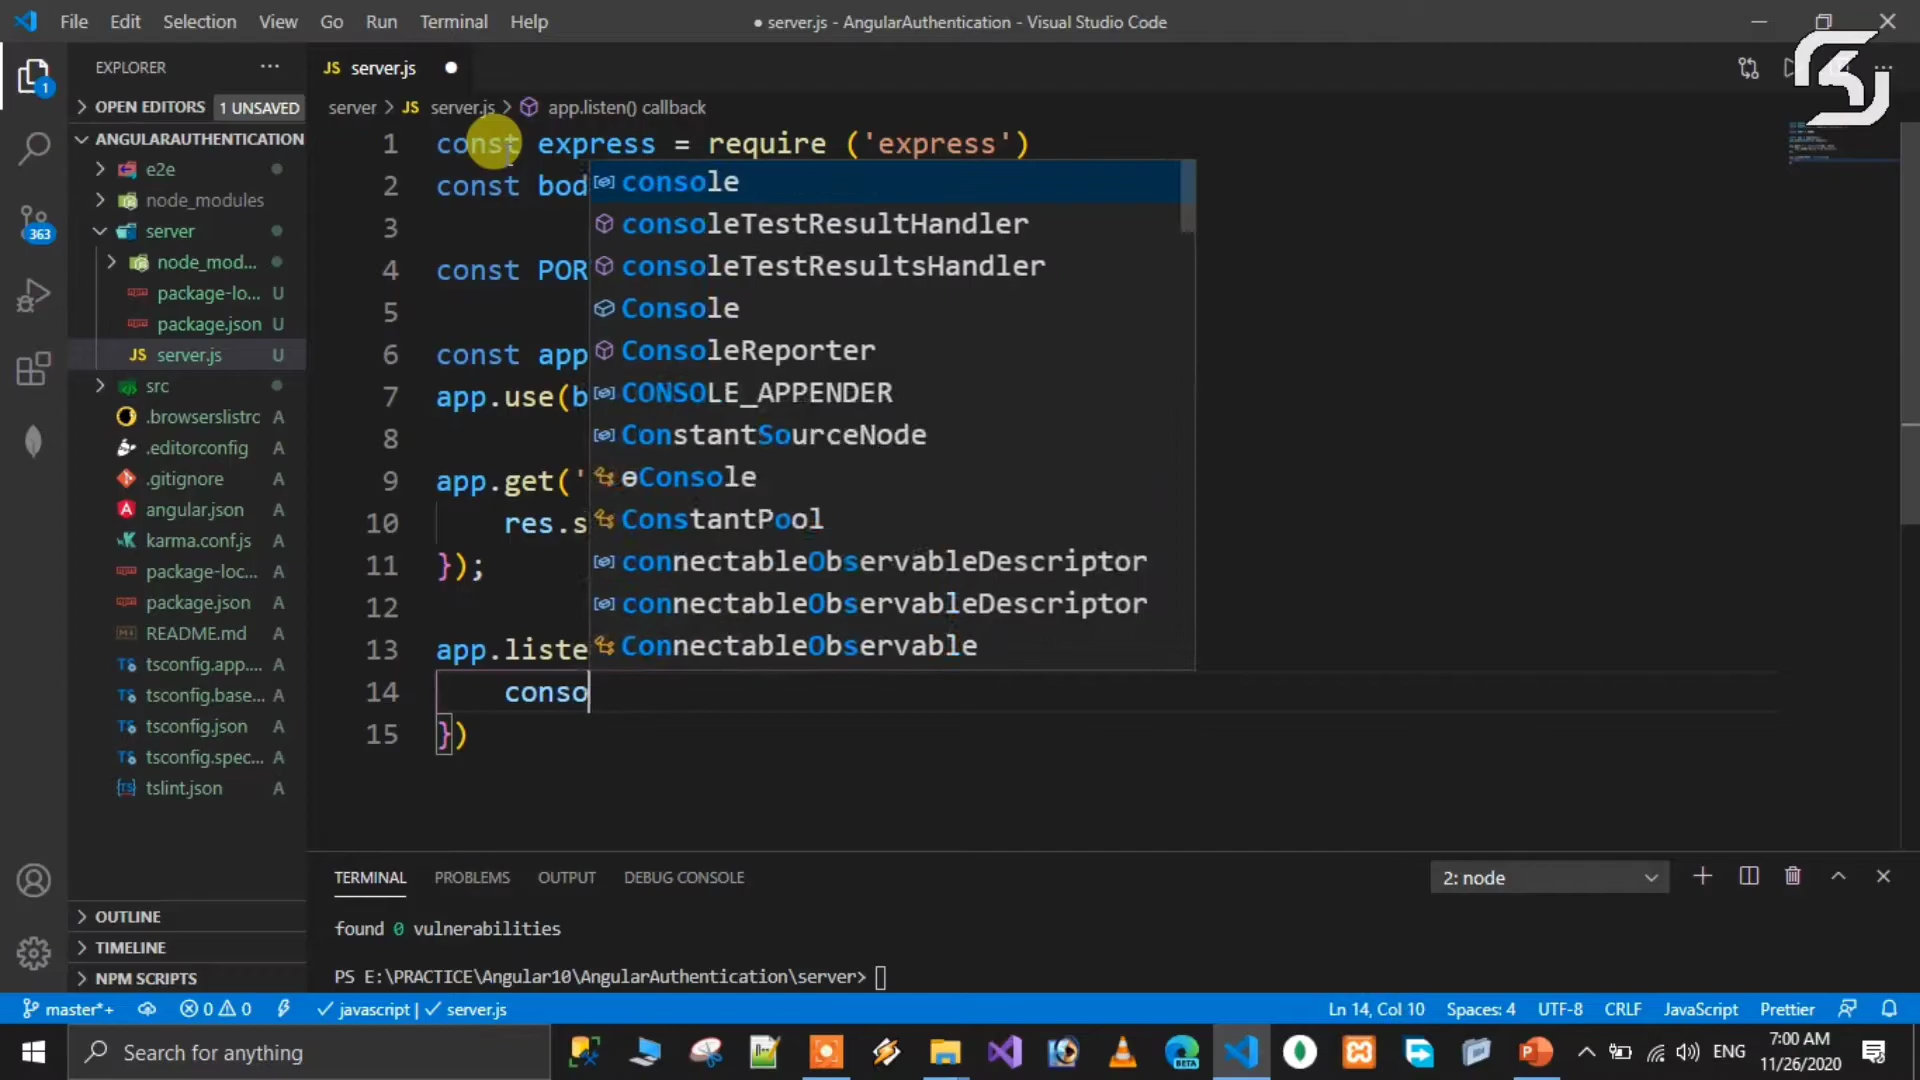 File Edit Selection View Go Run Terminal Help
● server.js - AngularAuthentication - Visual Studio Code
EXPLORER
JS server.js
OPEN EDITORS 1 UNSAVED
server > JS server.js > app.listen() callback
ANGULARAUTHENTICATION
e2e
node_modules
server
node_mod...
package-lo... U
package.json U
JS server.js U
src
.browserslistrc A
.editorconfig A
.gitignore A
angular.json A
karma.conf.js A
package-loc... A
package.json A
README.md A
tsconfig.app.... A
tsconfig.base... A
tsconfig.json A
tsconfig.spec... A
tslint.json A
OUTLINE
TIMELINE
NPM SCRIPTS
1
363
1 const express = require ('express')
2 const bod
3
4 const POR
5
6 const app
7 app.use(b
8
9 app.get('
10 res.s
11 });
12
13 app.liste
14 conso
15 })
console
consoleTestResultHandler
consoleTestResultsHandler
Console
ConsoleReporter
CONSOLE_APPENDER
ConstantSourceNode
ɵConsole
ConstantPool
connectableObservableDescriptor
connectableObservableDescriptor
ConnectableObservable
TERMINAL PROBLEMS OUTPUT DEBUG CONSOLE
2: node
found 0 vulnerabilities
PS E:\PRACTICE\Angular10\AngularAuthentication\server>
master*+ 0 0 javascript | server.js
Ln 14, Col 10 Spaces: 4 UTF-8 CRLF JavaScript Prettier
Search for anything
BETA
ENG
7:00 AM
11/26/2020